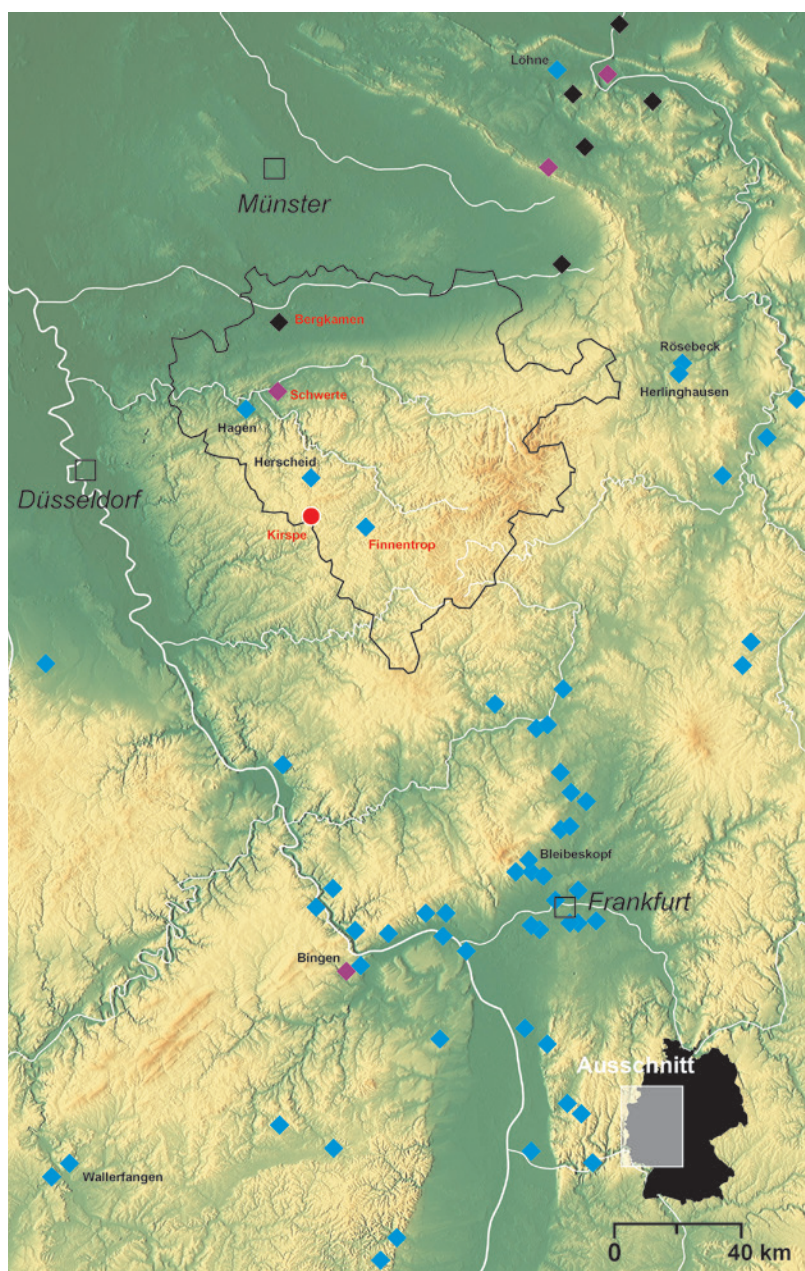 Löhne
Münster
Bergkamen
Rösebeck
Herlinghausen
Schwerte
Hagen
Herscheid
Düsseldorf
Kirspe
Finnentrop
Bleibeskopf
Frankfurt
Bingen
Ausschnitt
Wallerfangen
0 40 km